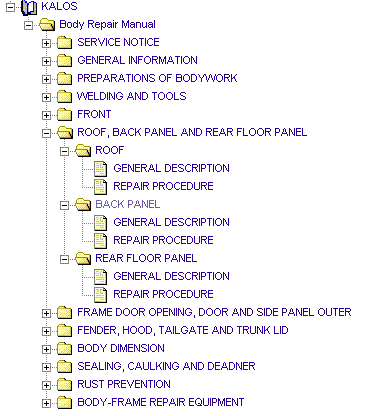 KALOS
Body Repair Manual
SERVICE NOTICE
GENERAL INFORMATION
PREPARATIONS OF BODYWORK
WELDING AND TOOLS
FRONT
ROOF, BACK PANEL AND REAR FLOOR PANEL
ROOF
GENERAL DESCRIPTION
REPAIR PROCEDURE
BACK PANEL
GENERAL DESCRIPTION
REPAIR PROCEDURE
REAR FLOOR PANEL
GENERAL DESCRIPTION
REPAIR PROCEDURE
FRAME DOOR OPENING, DOOR AND SIDE PANEL OUTER
FENDER, HOOD, TAILGATE AND TRUNK LID
BODY DIMENSION
SEALING, CAULKING AND DEADNER
RUST PREVENTION
BODY-FRAME REPAIR EQUIPMENT